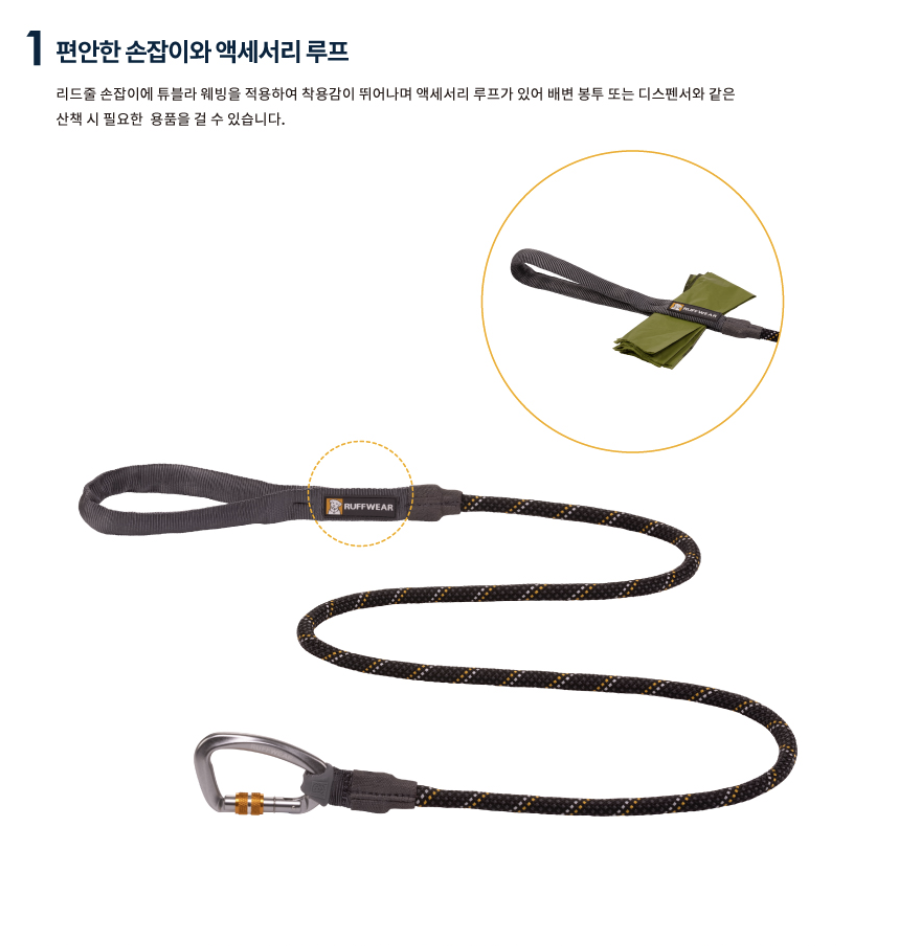 1 편안한 손잡이와 액세서리 루프
리드줄 손잡이에 튜블라 웨빙을 적용하여 착용감이 뛰어나며 액세서리 루프가 있어 배변 봉투 또는 디스펜서와 같은
산책 시 필요한 용품을 걸 수 있습니다.
RUFFWEAR
RUFFWEAR